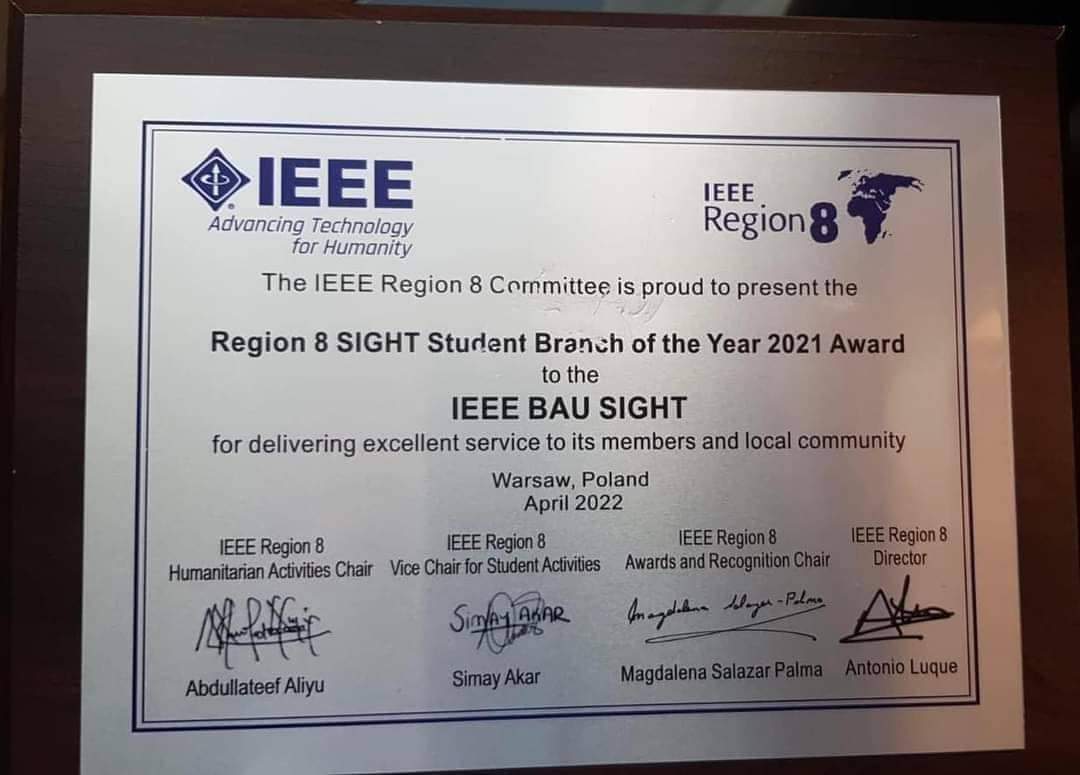 IEEE
Advancing Technology
for Humanity
IEEE
Region 8
The IEEE Region 8 Committee is proud to present the
Region 8 SIGHT Student Branch of the Year 2021 Award
to the
IEEE BAU SIGHT
for delivering excellent service to its members and local community
Warsaw, Poland
April 2022
IEEE Region 8
Humanitarian Activities Chair
Abdullateef Aliyu
IEEE Region 8
Vice Chair for Student Activities
Simay AKAR
Simay Akar
IEEE Region 8
Awards and Recognition Chair
Magdalena Salazar-Palma
Magdalena Salazar Palma
IEEE Region 8
Director
Antonio Luque